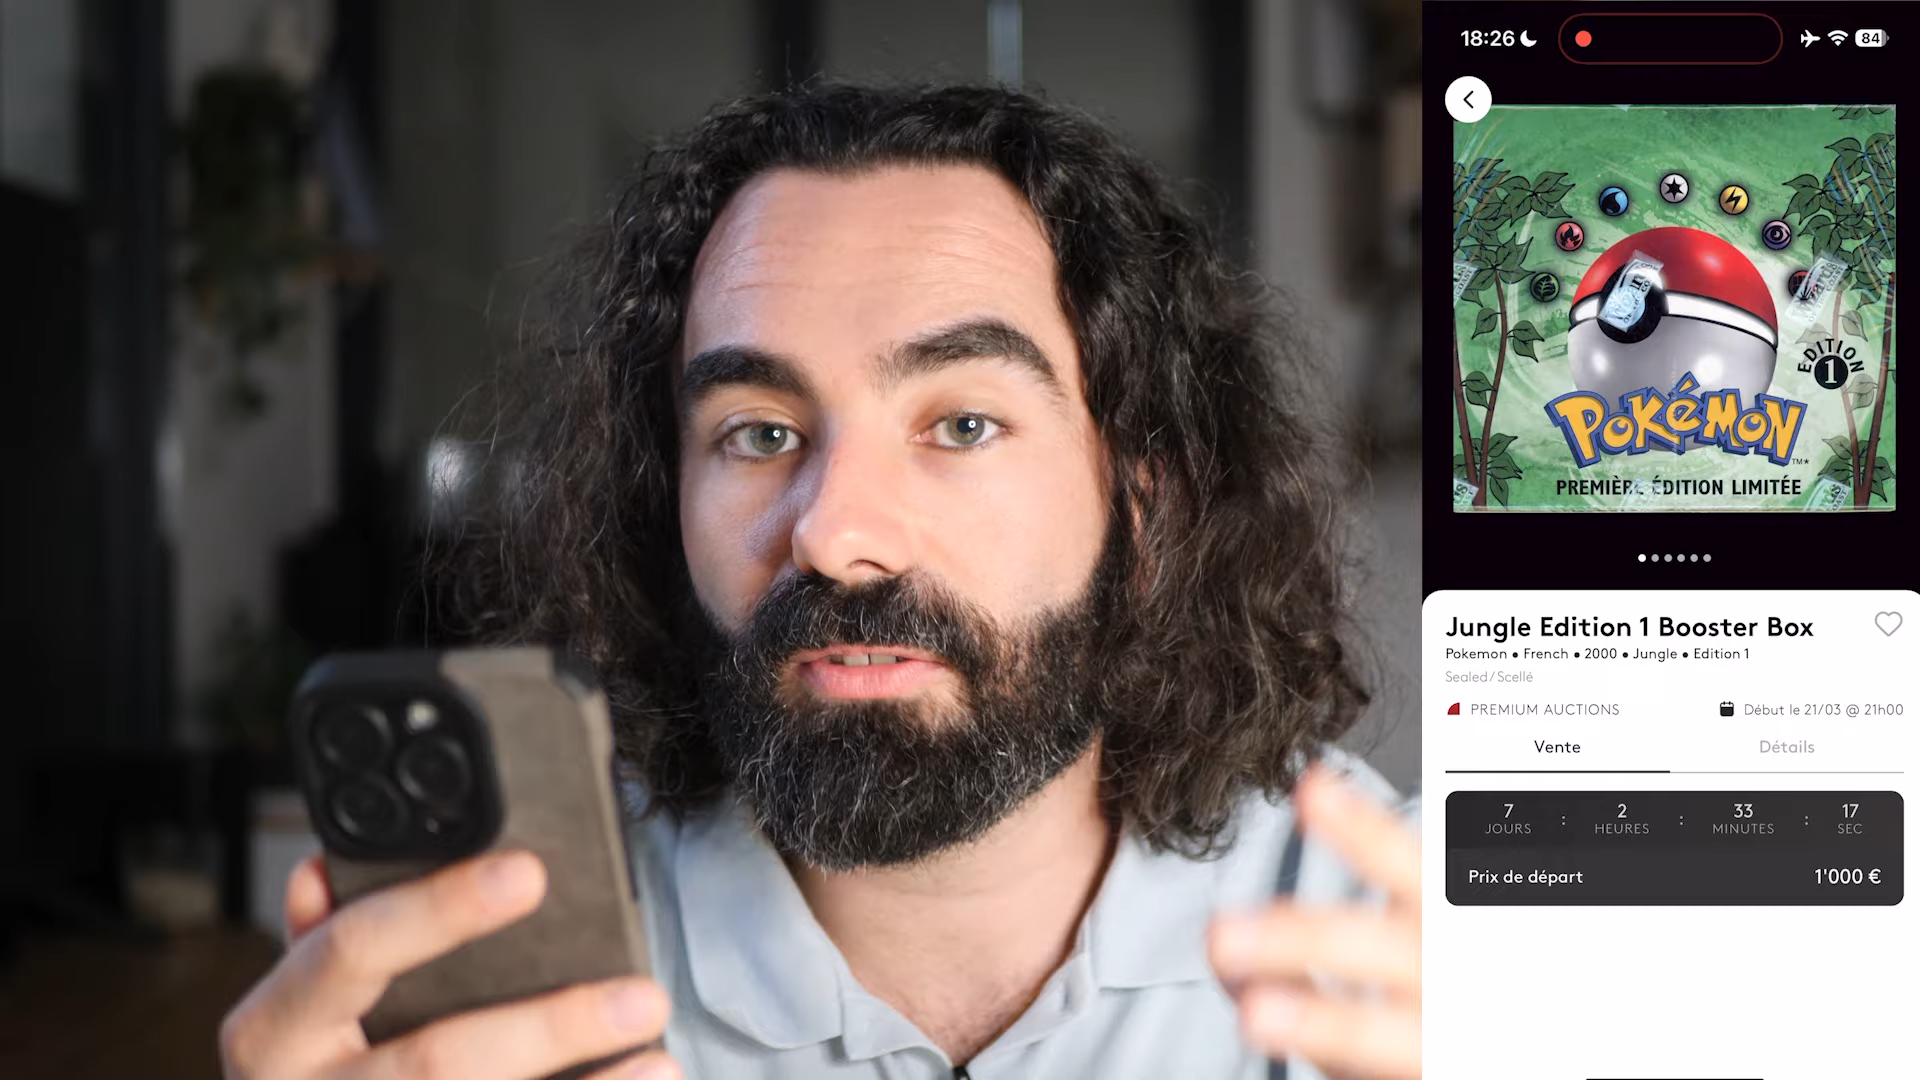 18:26
84
EDITION
1
POKéMON
TM*
PREMIÈRE ÉDITION LIMITÉE
Jungle Edition 1 Booster Box
Pokemon • French • 2000 • Jungle • Edition 1
Sealed/Scellé
PREMIUM AUCTIONS
Début le 21/03 @ 21h00
Vente
Détails
7 : 2 : 33 : 17
JOURS HEURES MINUTES SEC
Prix de départ
1'000 €